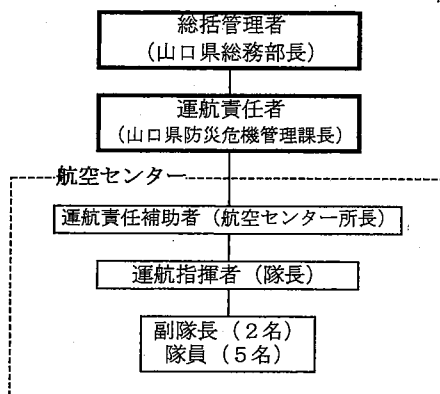 総括管理者
(山口県総務部長)
運航責任者
(山口県防災危機管理課長)
航空センター
運航責任補助者(航空センター所長)
運航指揮者(隊長)
副隊長(2名)
隊員(5名)